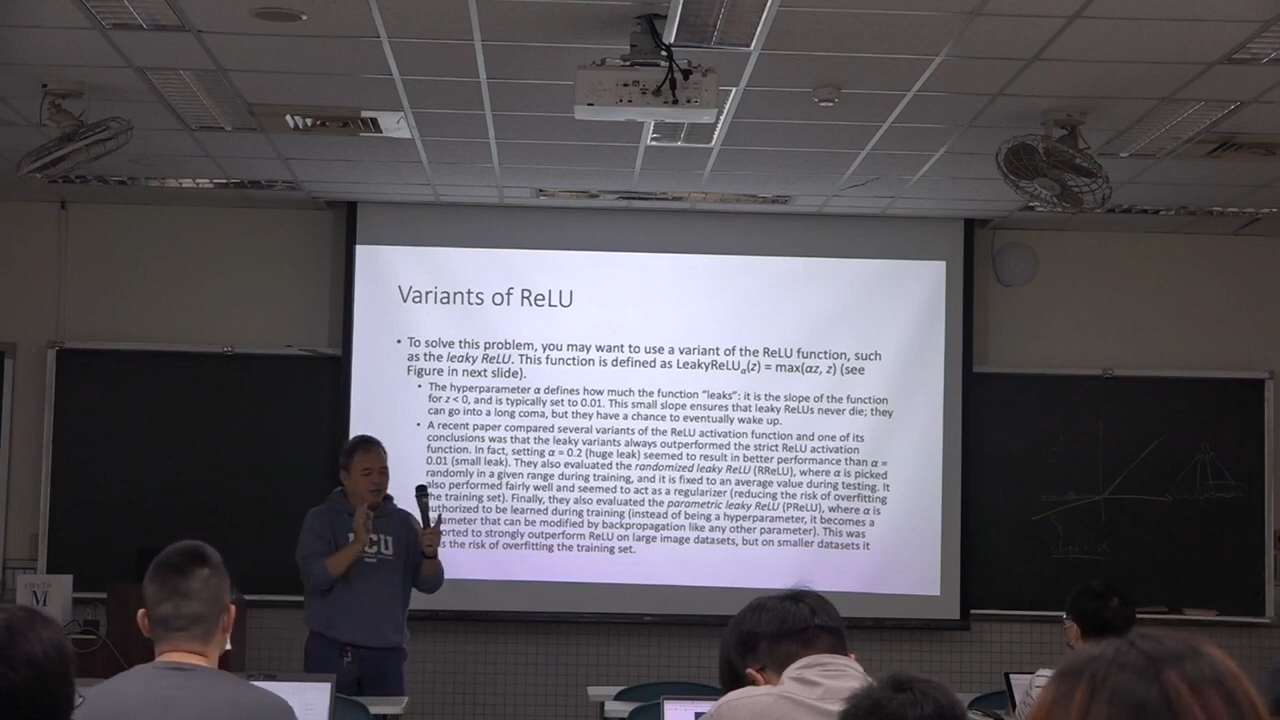 Variants of ReLU
• To solve this problem, you may want to use a variant of the ReLU function, such
as the leaky ReLU. This function is defined as LeakyReLUα(z) = max(αz, z) (see
Figure in next slide).
• The hyperparameter α defines how much the function “leaks”: it is the slope of the function
for z < 0, and is typically set to 0.01. This small slope ensures that leaky ReLUs never die; they
can go into a long coma, but they have a chance to eventually wake up.
• A recent paper compared several variants of the ReLU activation function and one of its
conclusions was that the leaky variants always outperformed the strict ReLU activation
function. In fact, setting α = 0.2 (huge leak) seemed to result in better performance than α =
0.01 (small leak). They also evaluated the randomized leaky ReLU (RReLU), where α is picked
randomly in a given range during training, and it is fixed to an average value during testing. It
also performed fairly well and seemed to act as a regularizer (reducing the risk of overfitting
the training set). Finally, they also evaluated the parametric leaky ReLU (PReLU), where α is
authorized to be learned during training (instead of being a hyperparameter, it becomes a
parameter that can be modified by backpropagation like any other parameter). This was
orted to strongly outperform ReLU on large image datasets, but on smaller datasets it
s the risk of overfitting the training set.
CU
M